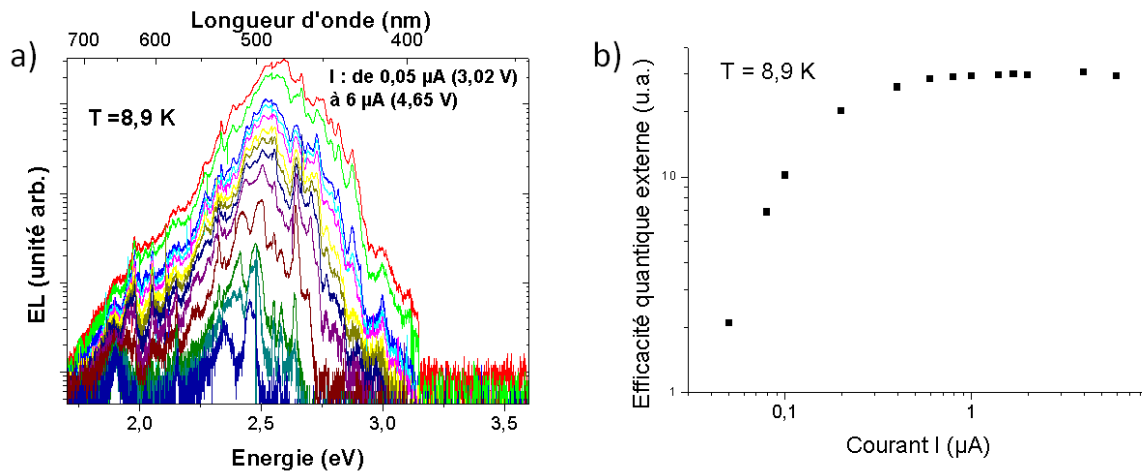 a)
Longueur d'onde (nm)
700 600 500 400
I : de 0,05 µA (3,02 V)
à 6 µA (4,65 V)
T =8,9 K
EL (unité arb.)
2,0 2,5 3,0 3,5
Energie (eV)
b)
T = 8,9 K
Efficacité quantique externe (u.a.)
10
1
0,1 1
Courant I (µA)